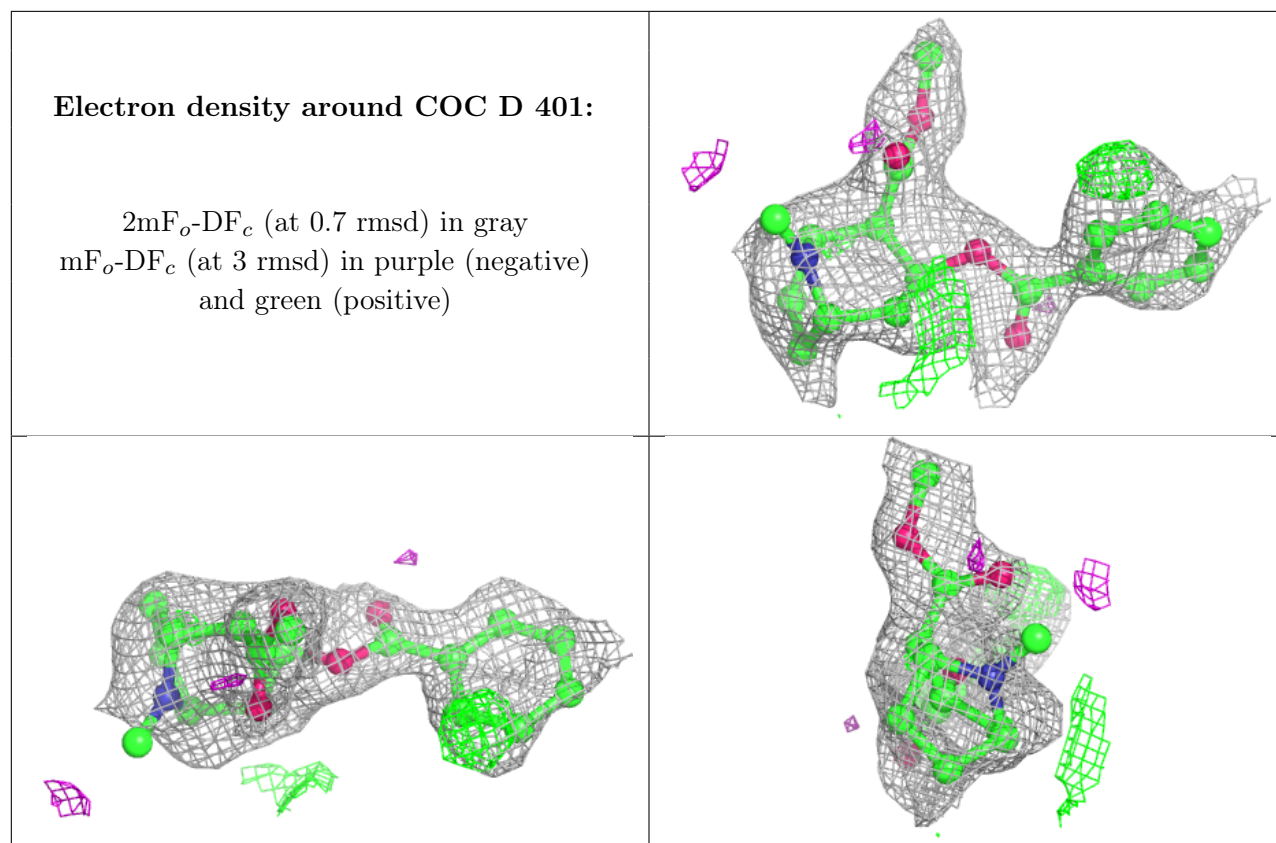 Electron density around COC D 401:
2mFo-DFc (at 0.7 rmsd) in gray
mFo-DFc (at 3 rmsd) in purple (negative)
and green (positive)